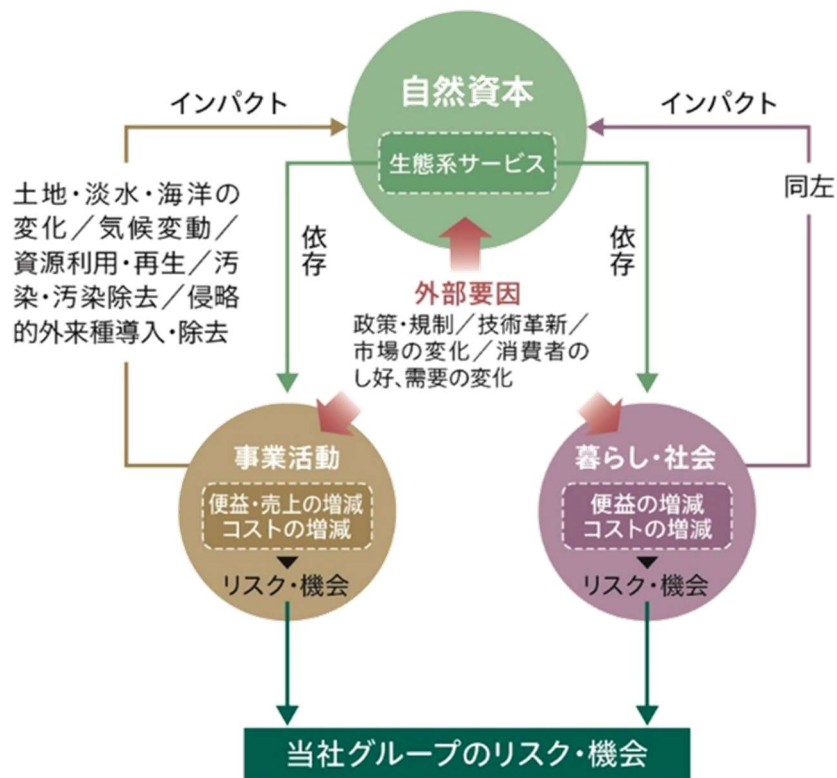 自然資本
生態系サービス
インパクト
インパクト
土地・淡水・海洋の
変化／気候変動／
資源利用・再生／汚
染・汚染除去／侵略
的外来種導入・除去
同左
依存
依存
外部要因
政策・規制／技術革新／
市場の変化／消費者の
し好、需要の変化
事業活動
便益・売上の増減
コストの増減
リスク・機会
暮らし・社会
便益の増減
コストの増減
リスク・機会
当社グループのリスク・機会